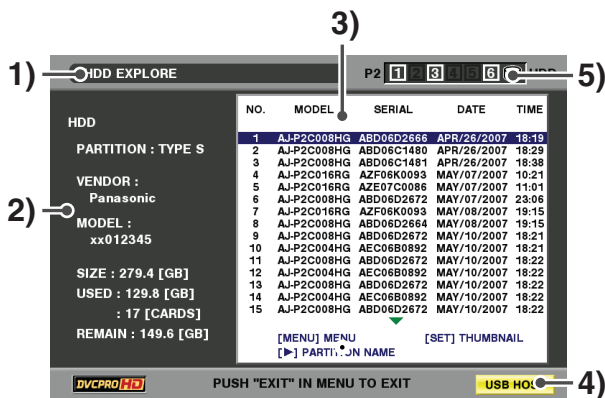 3)
1) HDD EXPLORE P2 1 2 3 4 5 6 HDD 5)
NO. MODEL SERIAL DATE TIME
HDD
1 AJ-P2C008HG ABD06D2666 APR/26/2007 18:19
PARTITION : TYPE S
2 AJ-P2C008HG ABD06C1480 APR/26/2007 18:29
3 AJ-P2C008HG ABD06C1481 APR/26/2007 18:38
4 AJ-P2C016RG AZF06K0093 MAY/07/2007 10:21
VENDOR :
5 AJ-P2C016RG AZE07C0086 MAY/07/2007 11:01
Panasonic
6 AJ-P2C008HG ABD06D2672 MAY/07/2007 23:06
2)
7 AJ-P2C016RG AZF06K0093 MAY/08/2007 19:15
MODEL :
8 AJ-P2C008HG ABD06D2664 MAY/08/2007 19:15
xx012345
9 AJ-P2C008HG ABD06D2672 MAY/10/2007 18:21
10 AJ-P2C004HG AEC06B0892 MAY/10/2007 18:21
11 AJ-P2C008HG ABD06D2672 MAY/10/2007 18:22
SIZE : 279.4 [GB]
12 AJ-P2C004HG AEC06B0892 MAY/10/2007 18:22
13 AJ-P2C008HG ABD06D2672 MAY/10/2007 18:22
USED : 129.8 [GB]
14 AJ-P2C004HG AEC06B0892 MAY/10/2007 18:22
: 17 [CARDS]
15 AJ-P2C008HG ABD06D2672 MAY/10/2007 18:22
REMAIN : 149.6 [GB]
[MENU] MENU [SET] THUMBNAIL
[▶] PARTITION NAME
DVCPRO HD PUSH "EXIT" IN MENU TO EXIT USB HOST 4)